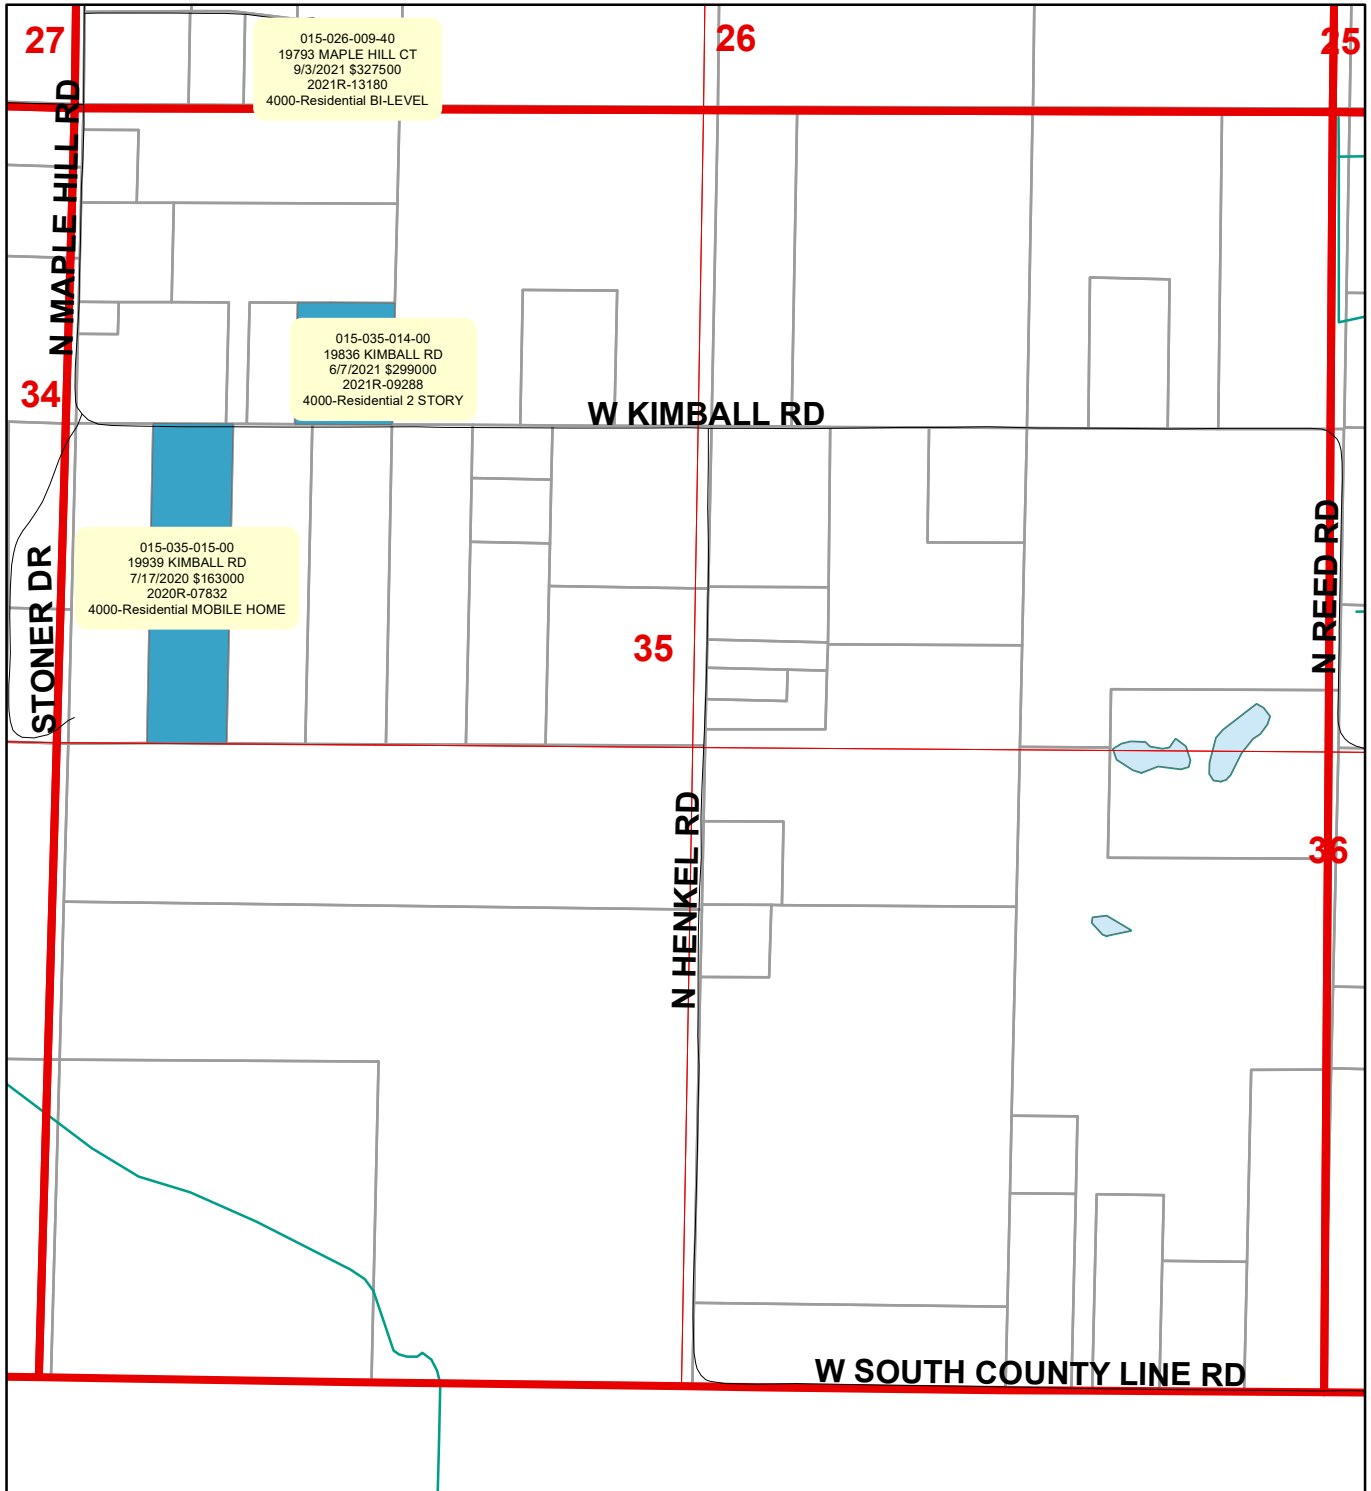 27
26
25
015-026-009-40
19793 MAPLE HILL CT
9/3/2021 $327500
2021R-13180
4000-Residential BI-LEVEL
N MAPLE HILL RD
34
015-035-014-00
19836 KIMBALL RD
6/7/2021 $299000
2021R-09288
4000-Residential 2 STORY
W KIMBALL RD
015-035-015-00
19939 KIMBALL RD
7/17/2020 $163000
2020R-07832
4000-Residential MOBILE HOME
STONER DR
35
N REED RD
N HENKEL RD
36
W SOUTH COUNTY LINE RD